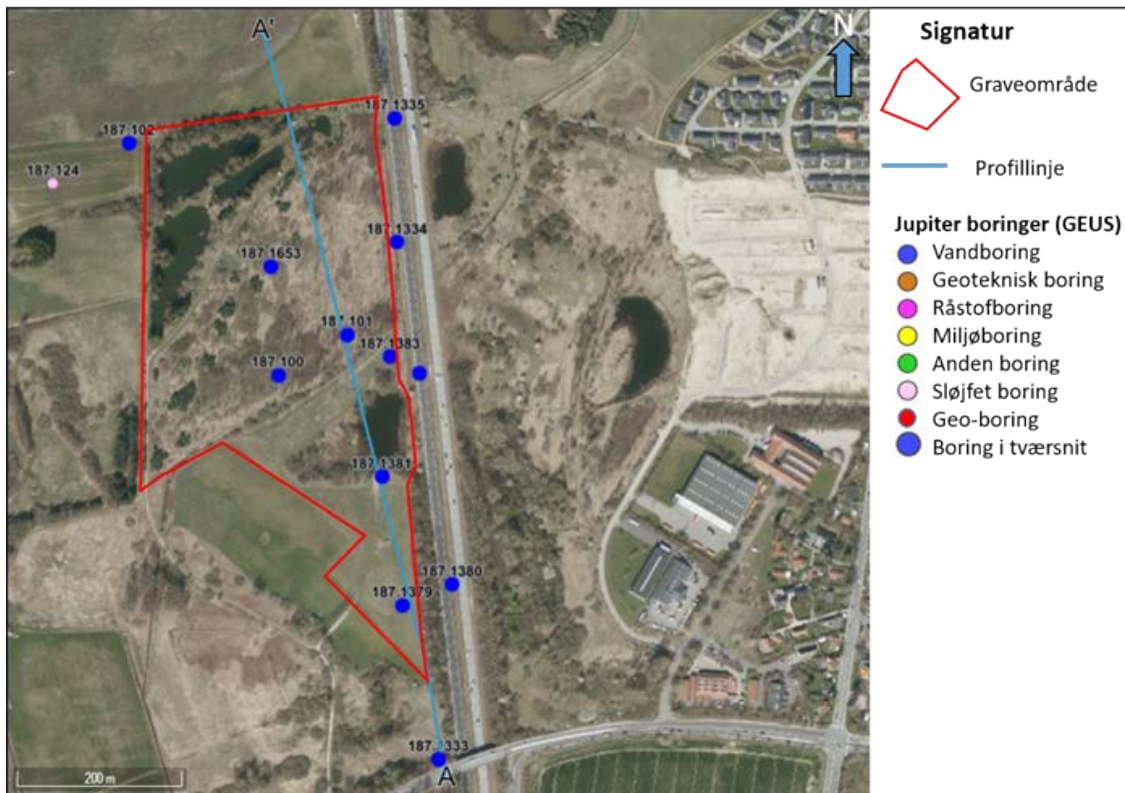 A'
N
187.1335
187.102
187.124
187.1334
187.1653
187.101
187.1383
187.100
187.1381
187.1380
187.1379
187.1333
A
200 m
Signatur
Graveområde
Profillinje
Jupiter boringer (GEUS)
Vandboring
Geoteknisk boring
Råstofboring
Miljøboring
Anden boring
Sløjfet boring
Geo-boring
Boring i tværsnit